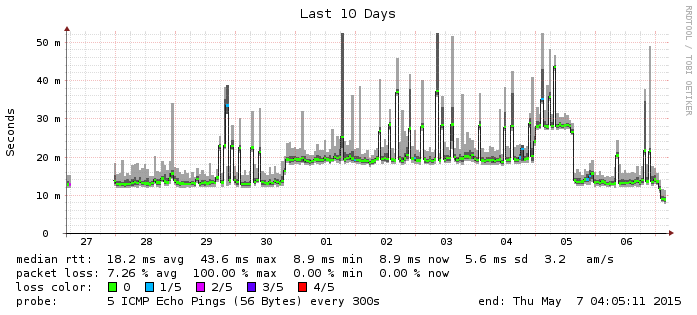 Last 10 Days
RRDTOOL / TOBI OETIKER
Seconds
50 m
40 m
30 m
20 m
10 m
0
27 28 29 30 01 02 03 04 05 06
median rtt: 18.2 ms avg 43.6 ms max 8.9 ms min 8.9 ms now 5.6 ms sd 3.2 am/s
packet loss: 7.26 % avg 100.00 % max 0.00 % min 0.00 % now
loss color: 0 1/5 2/5 3/5 4/5
probe: 5 ICMP Echo Pings (56 Bytes) every 300s end: Thu May 7 04:05:11 2015